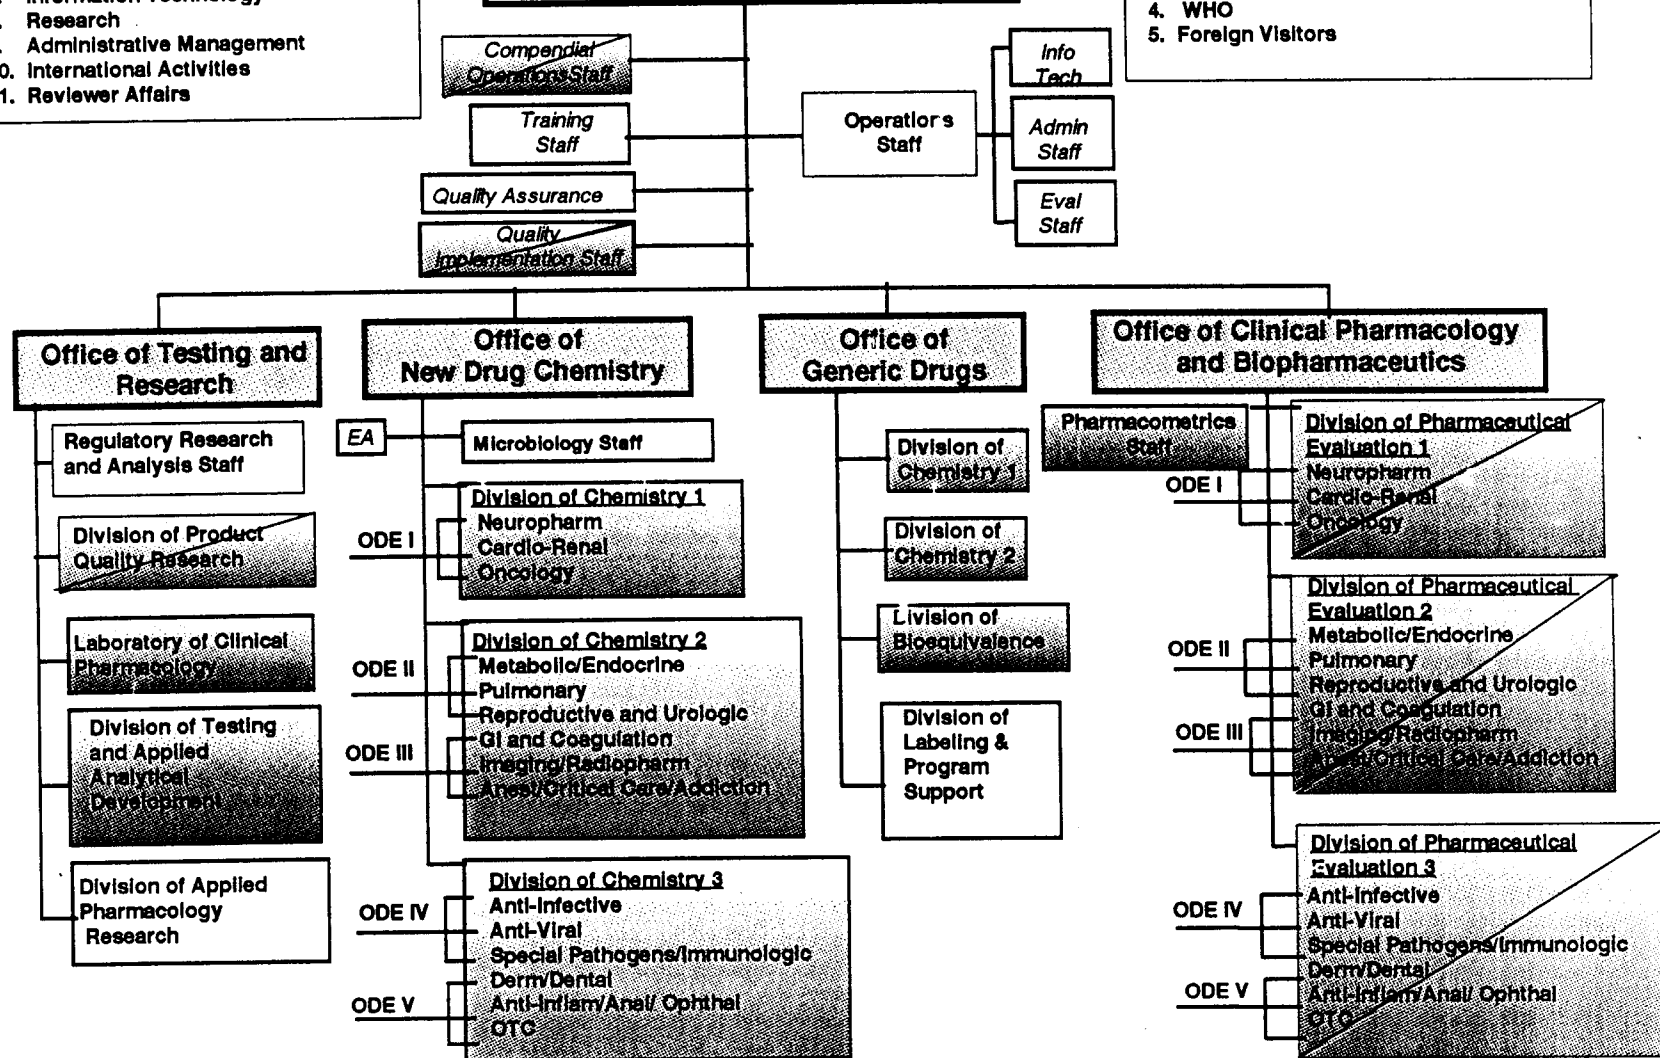 Information Technology
Research
Administrative Management
0. International Activities
1. Reviewer Affairs
4. WHO
5. Foreign Visitors
Compendial
Operations Staff
Training
Staff
Quality Assurance
Quality
Implementation Staff
Operations
Staff
Info
Tech
Admin
Staff
Eval
Staff
Office of Testing and
Research
Regulatory Research
and Analysis Staff
Division of Product
Quality Research
Laboratory of Clinical
Pharmacology
Division of Testing
and Applied
Analytical
Development
Division of Applied
Pharmacology
Research
Office of
New Drug Chemistry
EA
Microbiology Staff
Division of Chemistry 1
Neuropharm
ODE I
Cardio-Renal
Oncology
Division of Chemistry 2
ODE II
Metabolic/Endocrine
Pulmonary
Reproductive and Urologic
ODE III
GI and Coagulation
Imaging/Radiopharm
Anest/Critical Care/Addiction
Division of Chemistry 3
Anti-Infective
ODE IV
Anti-Viral
Special Pathogens/Immunologic
Derm/Dental
ODE V
Anti-Inflam/Anal/ Ophthal
OTC
Office of
Generic Drugs
Division of
Chemistry 1
Division of
Chemistry 2
Division of
Bioequivalence
Division of
Labeling &
Program
Support
Office of Clinical Pharmacology
and Biopharmaceutics
Pharmacometrics
Staff
Division of Pharmaceutical
Evaluation 1
Neuropharm
ODE I
Cardio-Renal
Oncology
Division of Pharmaceutical
Evaluation 2
Metabolic/Endocrine
ODE II
Pulmonary
Reproductive and Urologic
GI and Coagulation
ODE III
Imaging/Radiopharm
Anest/Critical Care/Addiction
Division of Pharmaceutical
Evaluation 3
Anti-Infective
ODE IV
Anti-Viral
Special Pathogens/Immunologic
Derm/Dental
ODE V
Anti-Inflam/Anal/ Ophthal
OTC